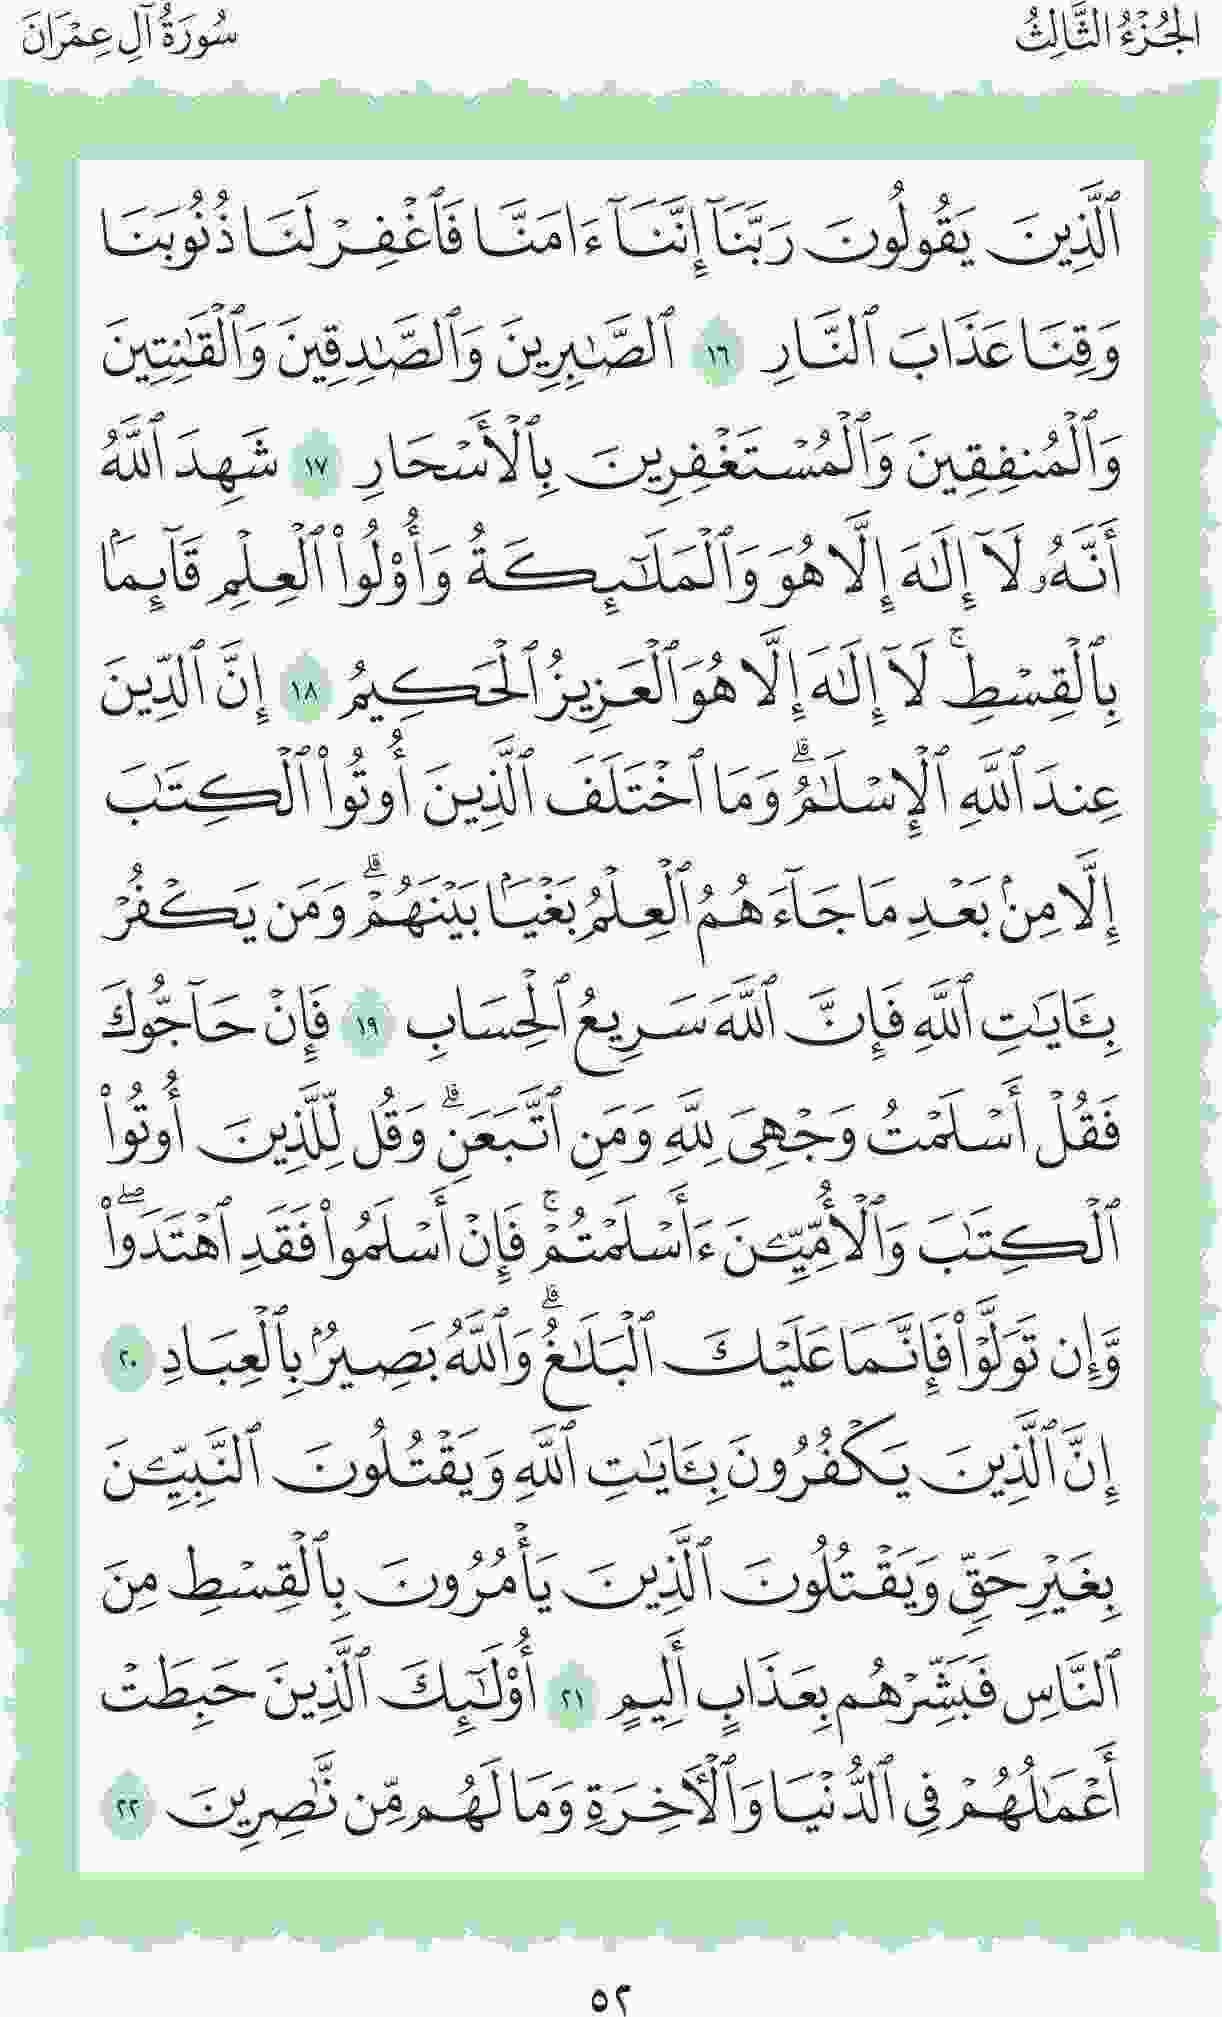 الجُزْءُ الثَّالِثُ
سُورَةُ آلِ عِمْرَانَ
ٱلَّذِينَ يَقُولُونَ رَبَّنَآ إِنَّنَآ ءَامَنَّا فَٱغْفِرْ لَنَا ذُنُوبَنَا
وَقِنَا عَذَابَ ٱلنَّارِ ١٦ ٱلصَّٰبِرِينَ وَٱلصَّٰدِقِينَ وَٱلْقَٰنِتِينَ
وَٱلْمُنفِقِينَ وَٱلْمُسْتَغْفِرِينَ بِٱلْأَسْحَارِ ١٧ شَهِدَ ٱللَّهُ
أَنَّهُۥ لَآ إِلَٰهَ إِلَّا هُوَ وَٱلْمَلَٰٓئِكَةُ وَأُو۟لُوا۟ ٱلْعِلْمِ قَآئِمَۢا
بِٱلْقِسْطِۚ لَآ إِلَٰهَ إِلَّا هُوَ ٱلْعَزِيزُ ٱلْحَكِيمُ ١٨ إِنَّ ٱلدِّينَ
عِندَ ٱللَّهِ ٱلْإِسْلَٰمُۗ وَمَا ٱخْتَلَفَ ٱلَّذِينَ أُوتُوا۟ ٱلْكِتَٰبَ
إِلَّا مِنۢ بَعْدِ مَا جَآءَهُمُ ٱلْعِلْمُ بَغْيَۢا بَيْنَهُمْۗ وَمَن يَكْفُرْ
بِـَٔايَٰتِ ٱللَّهِ فَإِنَّ ٱللَّهَ سَرِيعُ ٱلْحِسَابِ ١٩ فَإِنْ حَآجُّوكَ
فَقُلْ أَسْلَمْتُ وَجْهِىَ لِلَّهِ وَمَنِ ٱتَّبَعَنِۗ وَقُل لِّلَّذِينَ أُوتُوا۟
ٱلْكِتَٰبَ وَٱلْأُمِّيِّـۧنَ ءَأَسْلَمْتُمْۚ فَإِنْ أَسْلَمُوا۟ فَقَدِ ٱهْتَدَوا۟ۖ
وَّإِن تَوَلَّوْا۟ فَإِنَّمَا عَلَيْكَ ٱلْبَلَٰغُۗ وَٱللَّهُ بَصِيرُۢ بِٱلْعِبَادِ ٢٠
إِنَّ ٱلَّذِينَ يَكْفُرُونَ بِـَٔايَٰتِ ٱللَّهِ وَيَقْتُلُونَ ٱلنَّبِيِّـۧنَ
بِغَيْرِ حَقٍّ وَيَقْتُلُونَ ٱلَّذِينَ يَأْمُرُونَ بِٱلْقِسْطِ مِنَ
ٱلنَّاسِ فَبَشِّرْهُم بِعَذَابٍ أَلِيمٍ ٢١ أُو۟لَٰٓئِكَ ٱلَّذِينَ حَبِطَتْ
أَعْمَٰلُهُمْ فِى ٱلدُّنْيَا وَٱلْـَٔاخِرَةِ وَمَا لَهُم مِّن نَّٰصِرِينَ ٢٢
٥٢